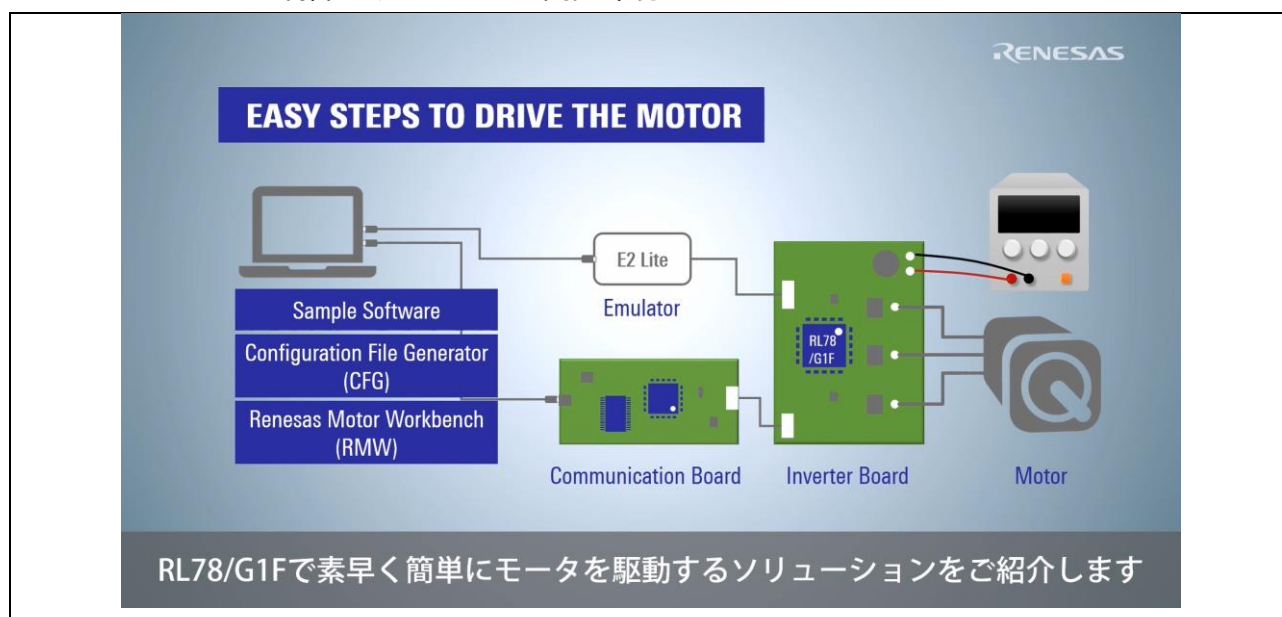 RENESAS
EASY STEPS TO DRIVE THE MOTOR
E2 Lite
Emulator
Sample Software
Configuration File Generator
(CFG)
Renesas Motor Workbench
(RMW)
RL78
/G1F
Communication Board
Inverter Board
Motor
RL78/G1Fで素早く簡単にモータを駆動するソリューションをご紹介します